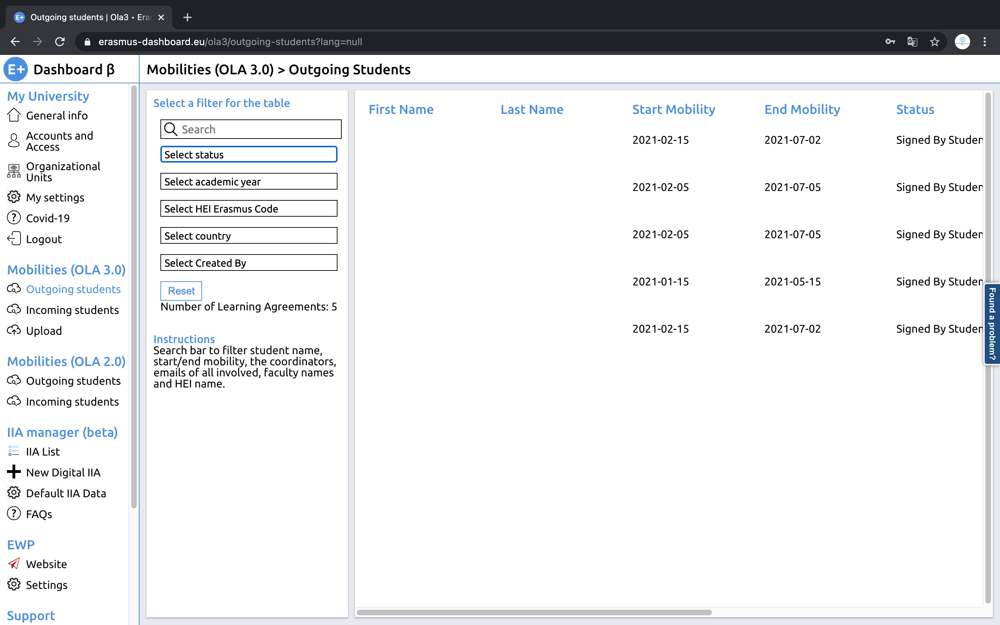 E+ Outgoing students | Ola3 • Era
erasmus-dashboard.eu/ola3/outgoing-students?lang=null
E+ Dashboard β
Mobilities (OLA 3.0) > Outgoing Students
My University
General info
Accounts and
Access
Organizational
Units
My settings
Covid-19
Logout
Mobilities (OLA 3.0)
Outgoing students
Incoming students
Upload
Mobilities (OLA 2.0)
Outgoing students
Incoming students
IIA manager (beta)
IIA List
New Digital IIA
Default IIA Data
FAQs
EWP
Website
Settings
Support
Select a filter for the table
Search
Select status
Select academic year
Select HEI Erasmus Code
Select country
Select Created By
Reset
Number of Learning Agreements: 5
Instructions
Search bar to filter student name,
start/end mobility, the coordinators,
emails of all involved, faculty names
and HEI name.
First Name Last Name Start Mobility End Mobility Status
2021-02-15 2021-07-02 Signed By Studen
2021-02-05 2021-07-05 Signed By Studen
2021-02-05 2021-07-05 Signed By Studen
2021-01-15 2021-05-15 Signed By Studen
2021-02-15 2021-07-02 Signed By Studen
Found a problem?